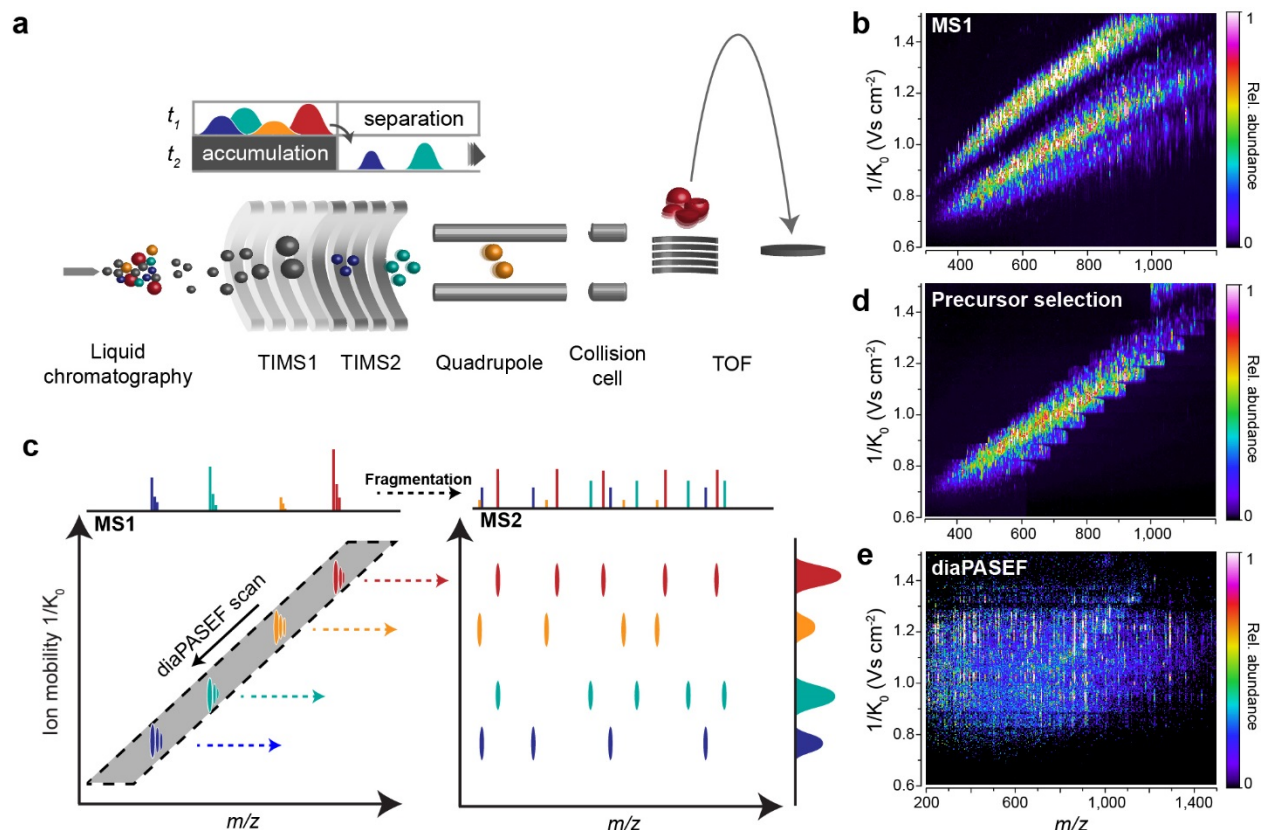 a
t1
accumulation
separation
t2
Liquid
chromatography
TIMS1
TIMS2
Quadrupole
Collision
cell
TOF
b
MS1
1/K0 (Vs cm-2)
1.4
1.2
1.0
0.8
0.6
400
600
800
1,000
1
Rel. abundance
0
c
MS1
Fragmentation
MS2
Ion mobility 1/K0
diaPASEF scan
m/z
m/z
d
Precursor selection
1/K0 (Vs cm-2)
1.4
1.2
1.0
0.8
0.6
400
600
800
1,000
1
Rel. abundance
0
e
diaPASEF
1/K0 (Vs cm-2)
1.4
1.2
1.0
0.8
0.6
200
600
1,000
1,400
m/z
1
Rel. abundance
0